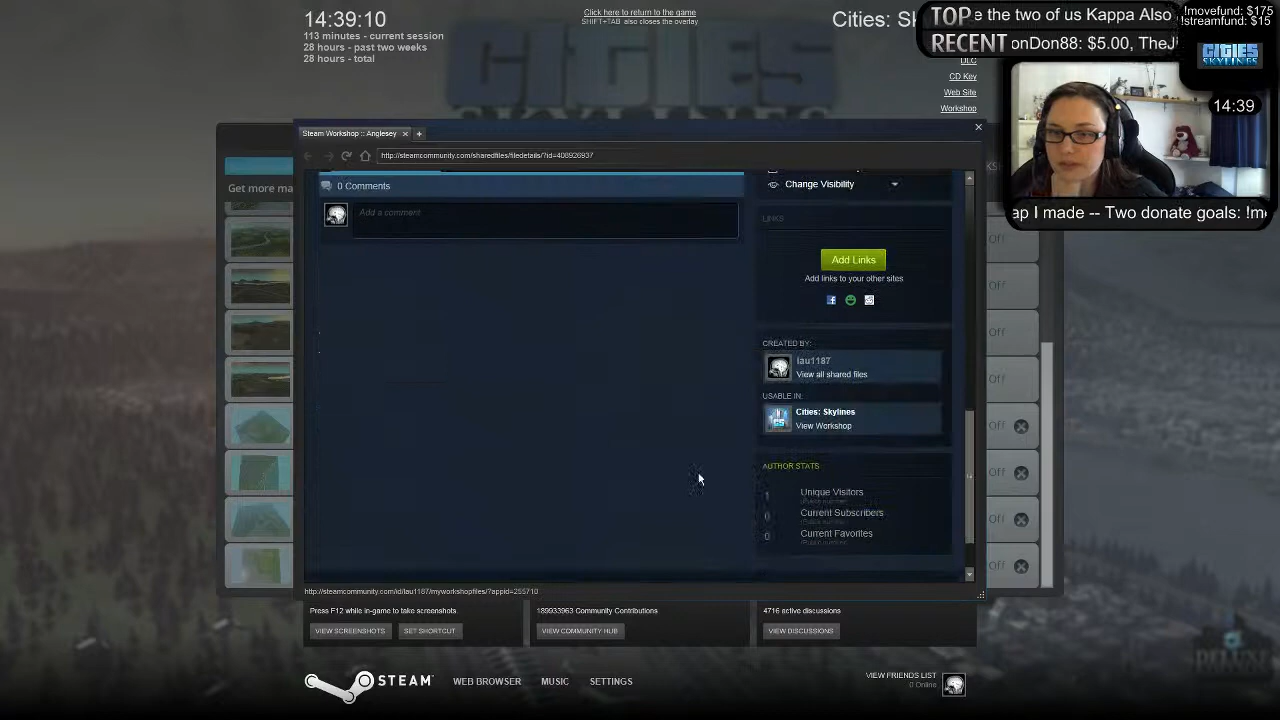 14:39:10
113 minutes - current session
28 hours - past two weeks
28 hours - total
Click here to return to the game
SHIFT+TAB also closes the overlay
Cities: Sk
DLC
CD Key
Web Site
Workshop
TOP
e the two of us Kappa Also
RECENT
onDon88: $5.00, TheJ
!movefund: $175
!streamfund: $15
CITIES
SKYLINES
14:39
ap I made -- Two donate goals: !m
CITIES
SKYLINES
Get more ma
Steam Workshop :: Anglesey
http://steamcommunity.com/sharedfiles/filedetails/?id=408926937
0 Comments
Add a comment
Change Visibility
LINKS
Add Links
Add links to your other sites
CREATED BY:
lau1187
View all shared files
USABLE IN:
Cities: Skylines
View Workshop
AUTHOR STATS
1 Unique Visitors
0 Current Subscribers
0 Current Favorites
Off
Off
Off
Off
Off
Off
Off
Off
http://steamcommunity.com/id/lau1187/myworkshopfiles/?appid=255710
Press F12 while in-game to take screenshots
189933963 Community Contributions
4716 active discussions
VIEW SCREENSHOTS
SET SHORTCUT
VIEW COMMUNITY HUB
VIEW DISCUSSIONS
STEAM
WEB BROWSER
MUSIC
SETTINGS
VIEW FRIENDS LIST
0 Online
DELUXE